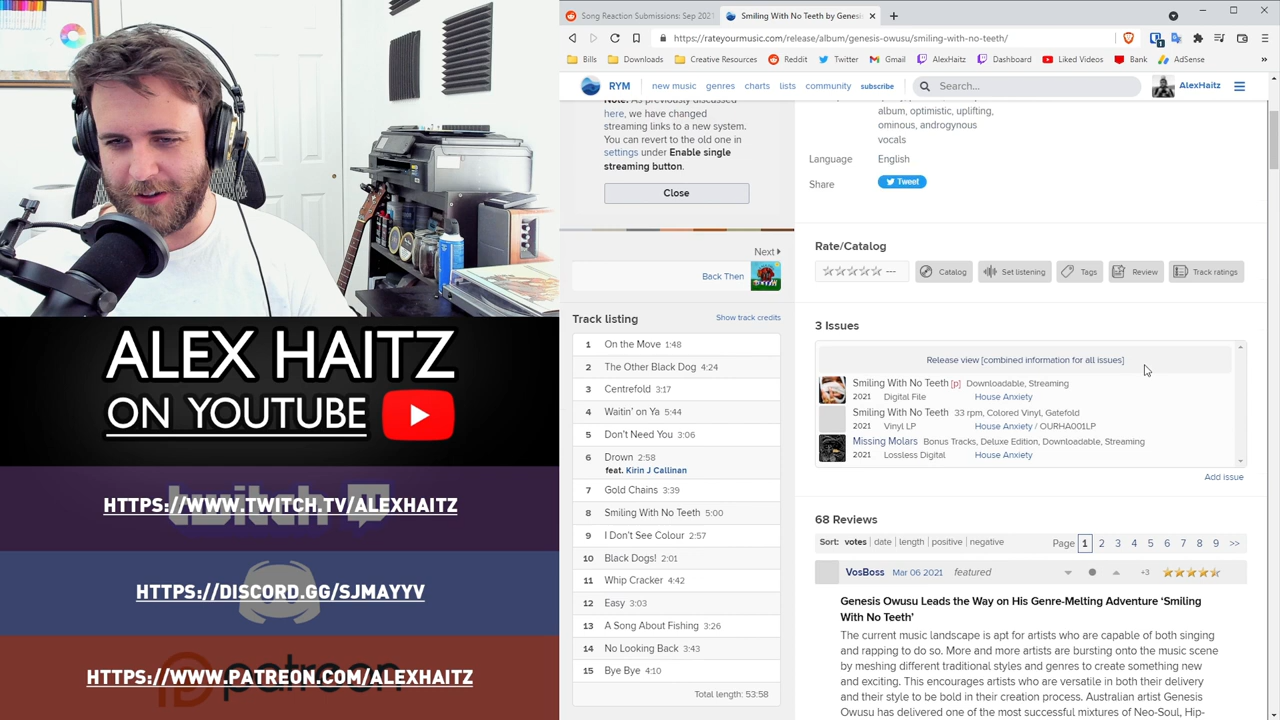 ALEX HAITZ
ON YOUTUBE
twitch
HTTPS://WWW.TWITCH.TV/ALEXHAITZ
HTTPS://DISCORD.GG/SJMAYYV
patreon
HTTPS://WWW.PATREON.COM/ALEXHAITZ
Song Reaction Submissions: Sep 2021
Smiling With No Teeth by Genesis
https://rateyourmusic.com/release/album/genesis-owusu/smiling-with-no-teeth/
Bills Downloads Creative Resources Reddit Twitter Gmail AlexHaitz Dashboard Liked Videos Bank AdSense
RYM new music genres charts lists community subscribe Search... AlexHaitz
Note: As previously discussed
here, we have changed
streaming links to a new system.
You can revert to the old one in
settings under Enable single
streaming button.
Close
Next
Back Then
Track listing Show track credits
1 On the Move 1:48
2 The Other Black Dog 4:24
3 Centrefold 3:17
4 Waitin' on Ya 5:44
5 Don't Need You 3:06
6 Drown 2:58
feat. Kirin J Callinan
7 Gold Chains 3:39
8 Smiling With No Teeth 5:00
9 I Don't See Colour 2:57
10 Black Dogs! 2:01
11 Whip Cracker 4:42
12 Easy 3:03
13 A Song About Fishing 3:26
14 No Looking Back 3:43
15 Bye Bye 4:10
Total length: 53:58
album, optimistic, uplifting,
ominous, androgynous
vocals
Language English
Share Tweet
Rate/Catalog
--- Catalog Set listening Tags Review Track ratings
3 Issues
Release view [combined information for all issues]
Smiling With No Teeth [p] Downloadable, Streaming
2021 Digital File House Anxiety
Smiling With No Teeth 33 rpm, Colored Vinyl, Gatefold
2021 Vinyl LP House Anxiety / OURHA001LP
Missing Molars Bonus Tracks, Deluxe Edition, Downloadable, Streaming
2021 Lossless Digital House Anxiety
Add issue
68 Reviews
Sort: votes | date | length | positive | negative Page 1 2 3 4 5 6 7 8 9 >>
VosBoss Mar 06 2021 featured +3
Genesis Owusu Leads the Way on His Genre-Melting Adventure 'Smiling
With No Teeth'
The current music landscape is apt for artists who are capable of both singing
and rapping to do so. More and more artists are bursting onto the music scene
by meshing different traditional styles and genres to create something new
and exciting. This encourages artists who are versatile in both their delivery
and their style to be bold in their creation process. Australian artist Genesis
Owusu has delivered one of the most successful mixtures of Neo-Soul, Hip-